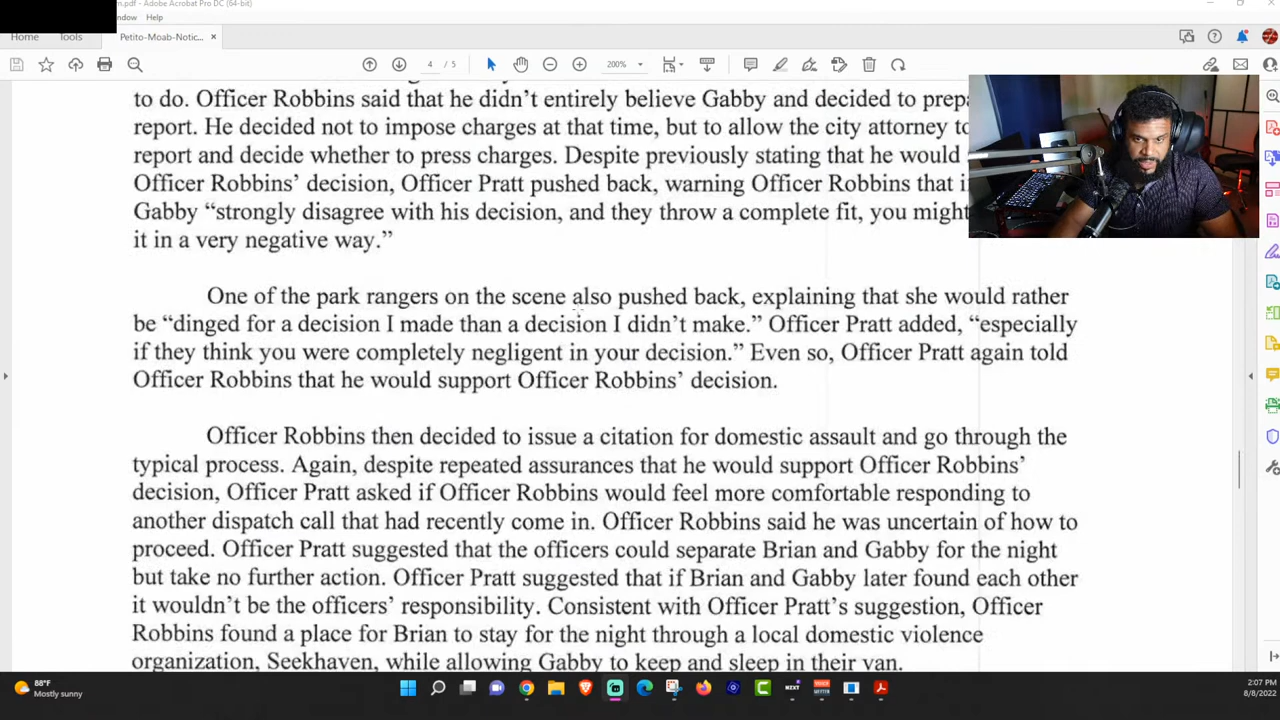 rn.pdf - Adobe Acrobat Pro DC (64-bit)
ndow Help
Home Tools Petito-Moab-Notic... ×
4 / 5 200%
to do. Officer Robbins said that he didn't entirely believe Gabby and decided to
report. He decided not to impose charges at that time, but to allow the city attorney
report and decide whether to press charges. Despite previously stating that he would
Officer Robbins' decision, Officer Pratt pushed back, warning Officer Robbins that
Gabby “strongly disagree with his decision, and they throw a complete fit, you might
it in a very negative way.”
One of the park rangers on the scene also pushed back, explaining that she would rather
be “dinged for a decision I made than a decision I didn't make.” Officer Pratt added, “especially
if they think you were completely negligent in your decision.” Even so, Officer Pratt again told
Officer Robbins that he would support Officer Robbins' decision.
Officer Robbins then decided to issue a citation for domestic assault and go through the
typical process. Again, despite repeated assurances that he would support Officer Robbins'
decision, Officer Pratt asked if Officer Robbins would feel more comfortable responding to
another dispatch call that had recently come in. Officer Robbins said he was uncertain of how to
proceed. Officer Pratt suggested that the officers could separate Brian and Gabby for the night
but take no further action. Officer Pratt suggested that if Brian and Gabby later found each other
it wouldn't be the officers' responsibility. Consistent with Officer Pratt's suggestion, Officer
Robbins found a place for Brian to stay for the night through a local domestic violence
organization, Seekhaven, while allowing Gabby to keep and sleep in their van.
88°F
Mostly sunny
2:07 PM
8/8/2022